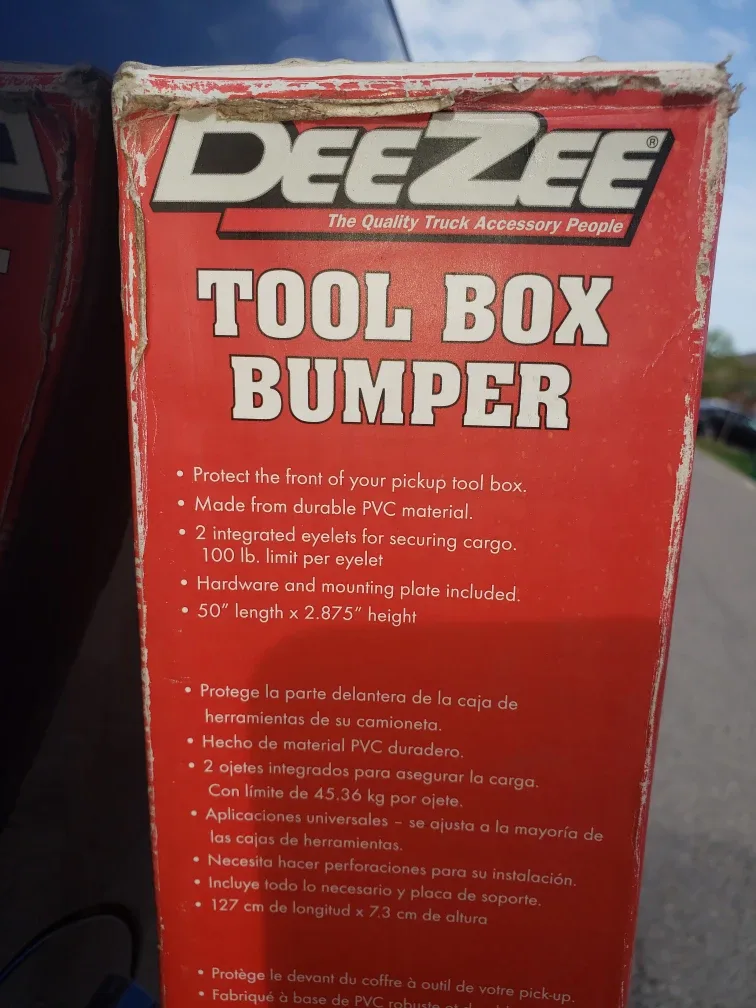 DEEZEE®
The Quality Truck Accessory People
TOOL BOX
BUMPER
• Protect the front of your pickup tool box.
• Made from durable PVC material.
• 2 integrated eyelets for securing cargo.
100 lb. limit per eyelet
• Hardware and mounting plate included.
• 50" length x 2.875" height
• Protege la parte delantera de la caja de
herramientas de su camioneta.
• Hecho de material PVC duradero.
• 2 ojetes integrados para asegurar la carga.
Con límite de 45.36 kg por ojete.
• Aplicaciones universales – se ajusta a la mayoría de
las cajas de herramientas.
• Necesita hacer perforaciones para su instalación.
• Incluye todo lo necesario y placa de soporte.
• 127 cm de longitud x 7.3 cm de altura
• Protège le devant du coffre à outil de votre pick-up.
• Fabriqué à base de PVC robuste et